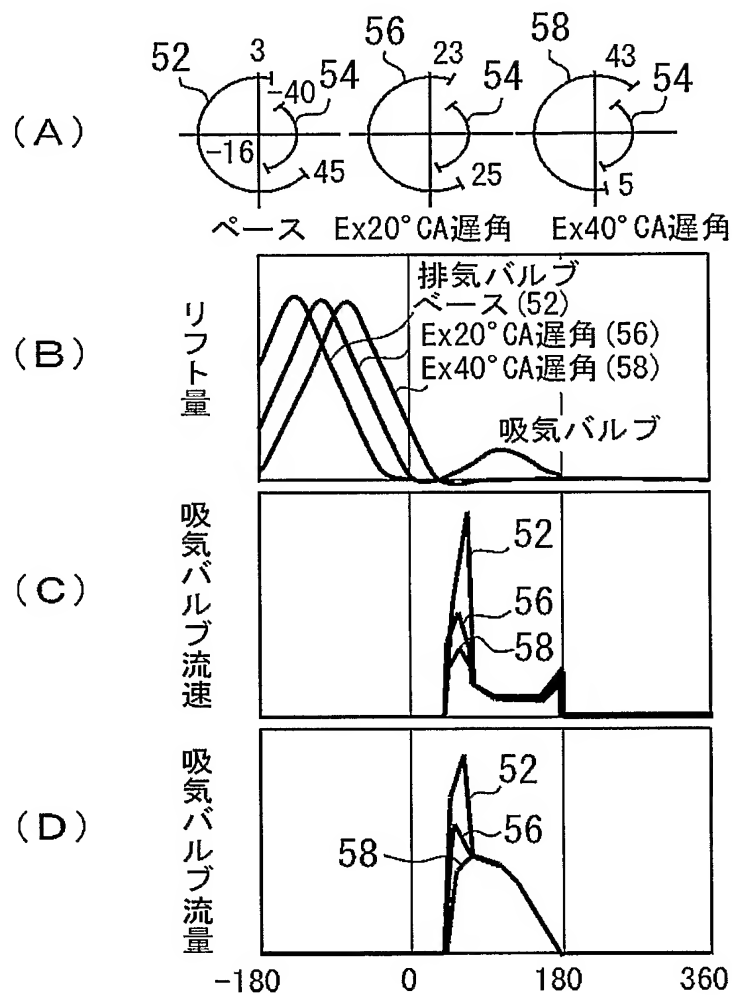 (A)
52
3
-40
54
-16
45
56
23
54
25
58
43
54
5
ベース
Ex20°CA遅角
Ex40°CA遅角
(B)
リフト量
排気バルブ
ベース(52)
Ex20°CA遅角(56)
Ex40°CA遅角(58)
吸気バルブ
(C)
吸気バルブ流速
52
56
58
(D)
吸気バルブ流量
52
56
58
-180
0
180
360